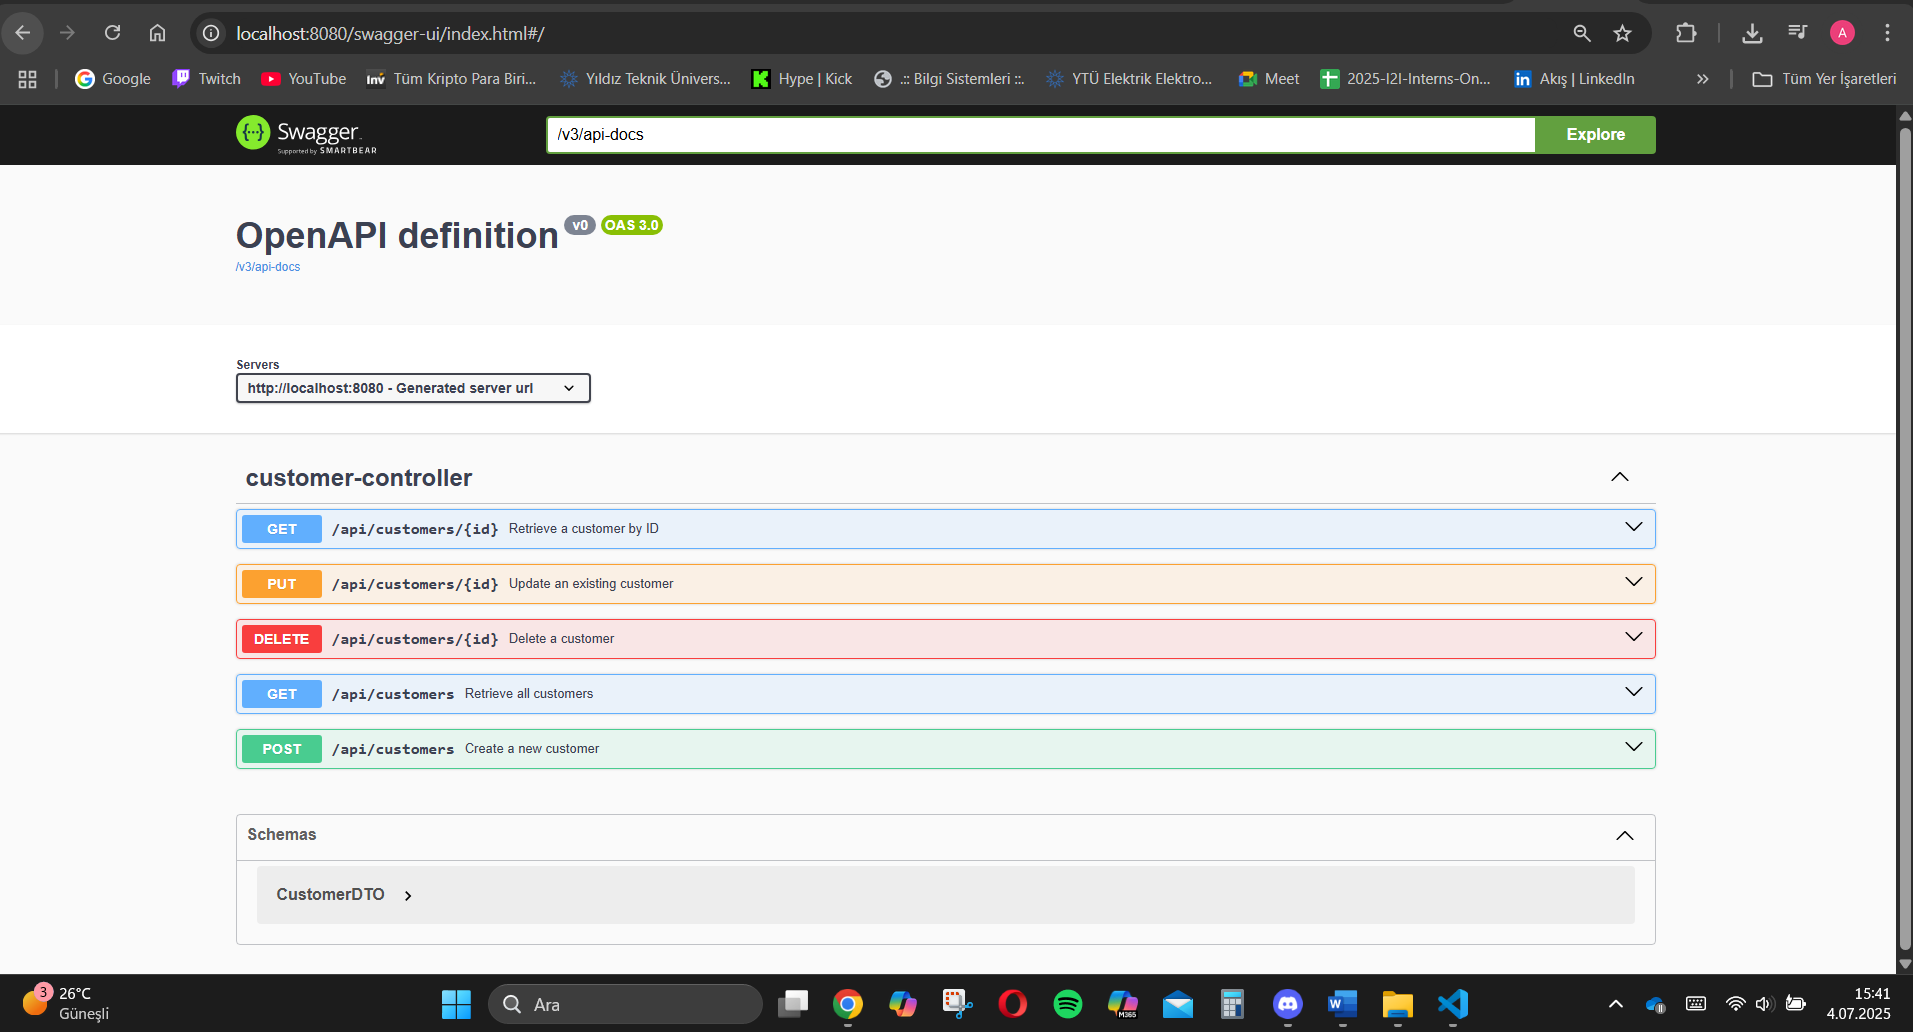 localhost:8080/swagger-ui/index.html#/
A
Google
Twitch
YouTube
Inv
Tüm Kripto Para Biri...
Yıldız Teknik Ünivers...
Hype | Kick
.:: Bilgi Sistemleri ::.
YTÜ Elektrik Elektro...
Meet
2025-I2I-Interns-On...
in
Akış | LinkedIn
»
Tüm Yer İşaretleri
{···} Swagger.
Supported by SMARTBEAR
/v3/api-docs
Explore
OpenAPI definition v0 OAS 3.0
/v3/api-docs
Servers
http://localhost:8080 - Generated server url
customer-controller
GET /api/customers/{id} Retrieve a customer by ID
PUT /api/customers/{id} Update an existing customer
DELETE /api/customers/{id} Delete a customer
GET /api/customers Retrieve all customers
POST /api/customers Create a new customer
Schemas
CustomerDTO
3
26°C
Güneşli
Ara
M365
W
15:41
4.07.2025